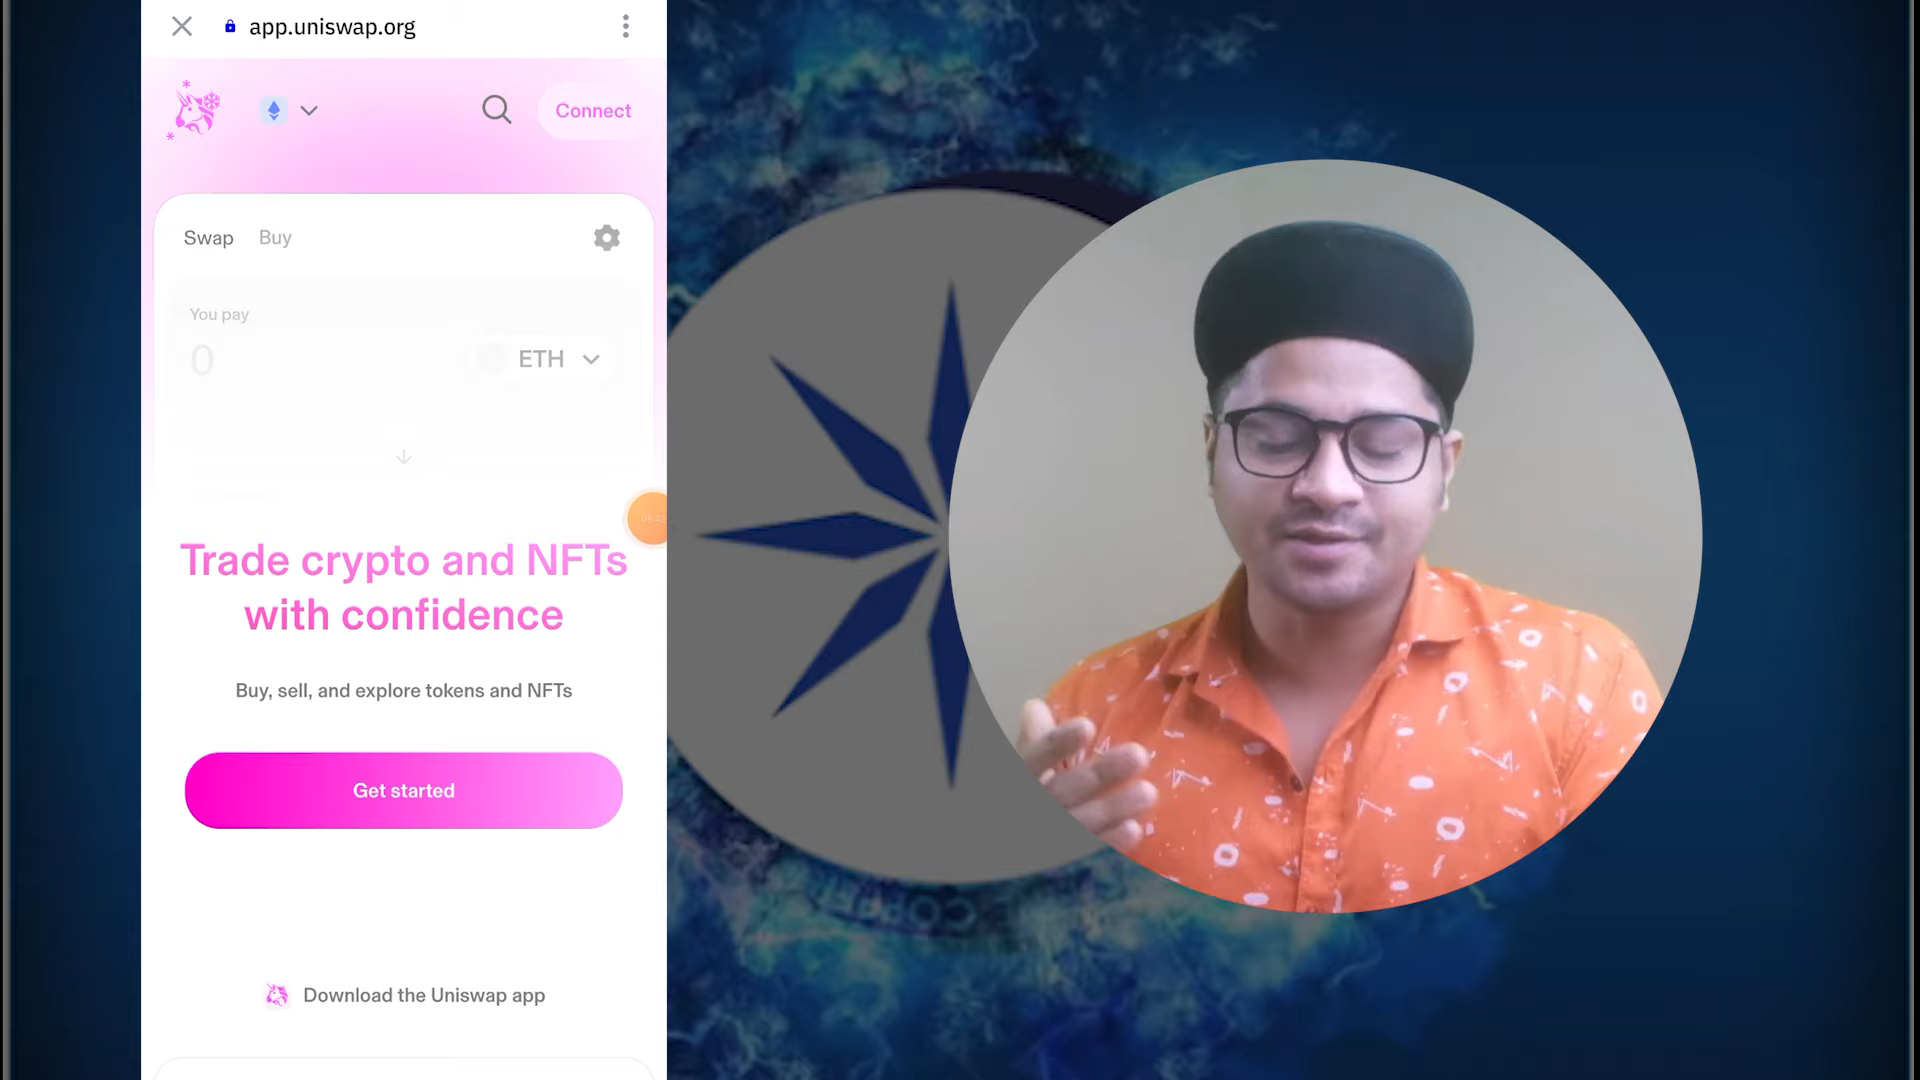 app.uniswap.org
Connect
Swap Buy
You pay
0 ETH
Trade crypto and NFTs
with confidence
Buy, sell, and explore tokens and NFTs
Get started
Download the Uniswap app